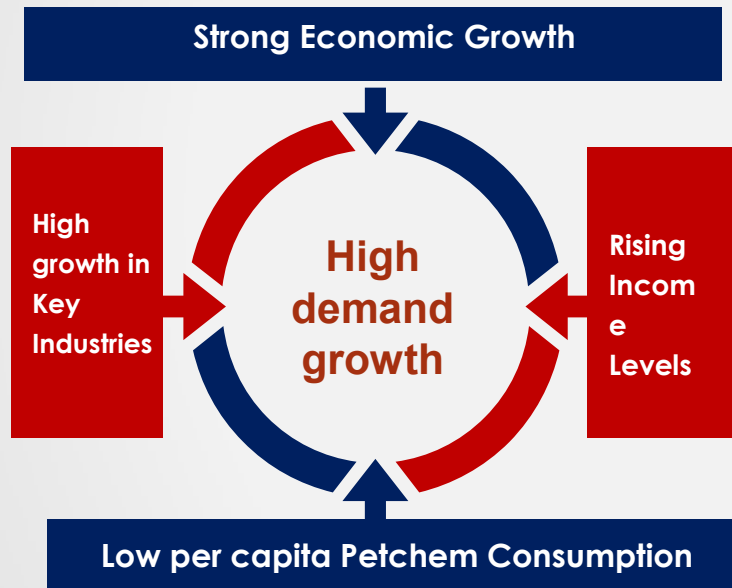 Strong Economic Growth
High
growth in
Key
Industries
High
demand
growth
Rising
Incom
e
Levels
Low per capita Petchem Consumption